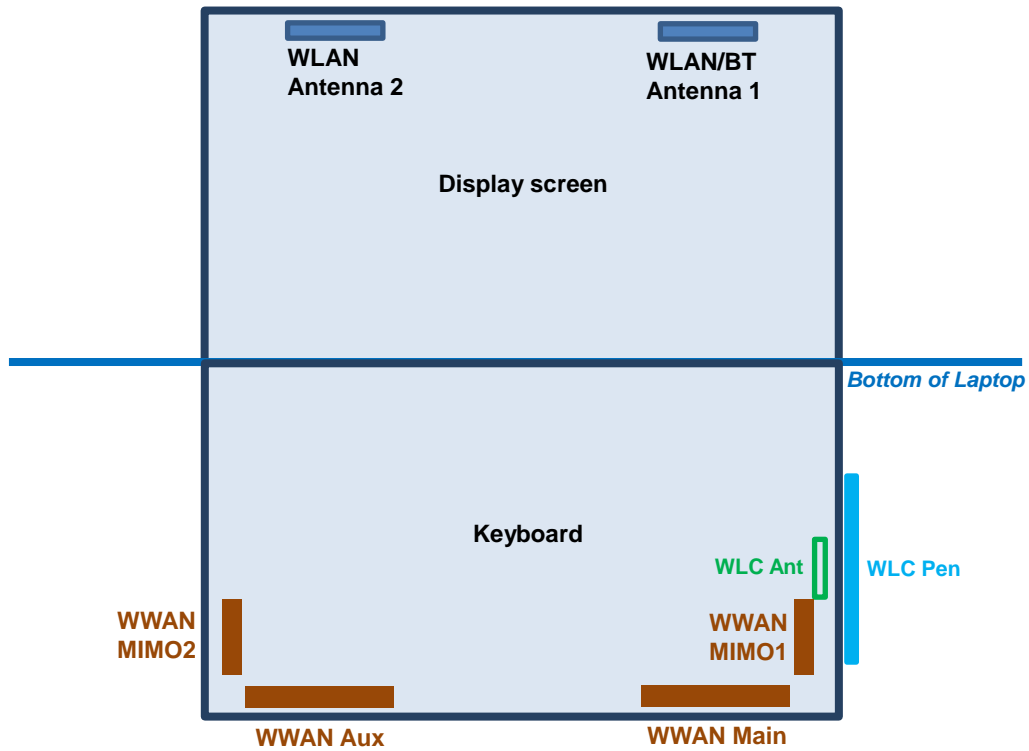 WLAN
Antenna 2
WLAN/BT
Antenna 1
Display screen
Bottom of Laptop
Keyboard
WLC Ant
WLC Pen
WWAN
MIMO2
WWAN
MIMO1
WWAN Aux
WWAN Main